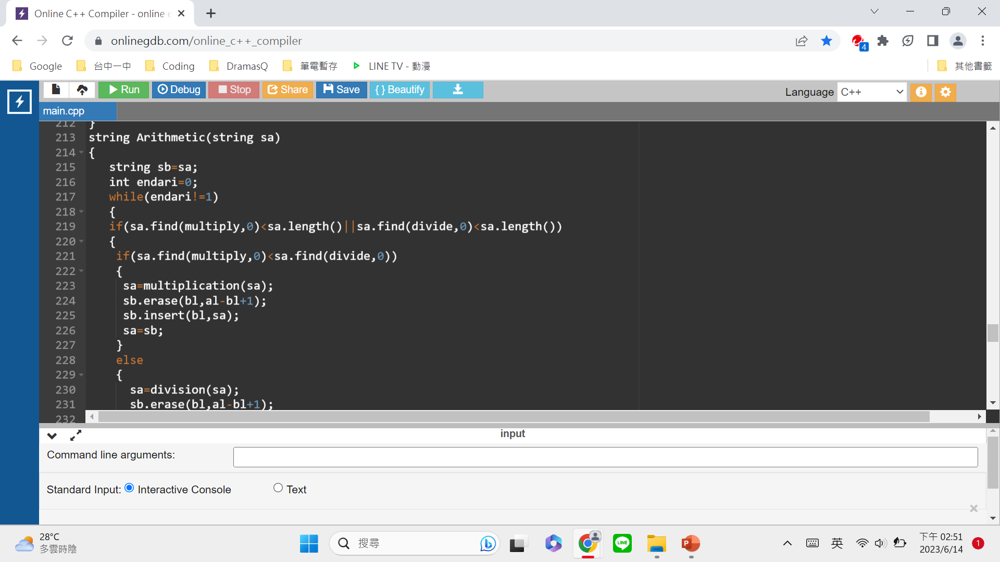 Online C++ Compiler - online e
onlinegdb.com/online_c++_compiler
4
Google
台中一中
Coding
DramasQ
筆電暫存
LINE TV - 動漫
其他書籤
Run
Debug
Stop
Share
Save
{ } Beautify
Language
C++
main.cpp
212 }
213 string Arithmetic(string sa)
214 {
215 string sb=sa;
216 int endari=0;
217 while(endari!=1)
218 {
219 if(sa.find(multiply,0)<sa.length()||sa.find(divide,0)<sa.length())
220 {
221 if(sa.find(multiply,0)<sa.find(divide,0))
222 {
223 sa=multiplication(sa);
224 sb.erase(bl,al-bl+1);
225 sb.insert(bl,sa);
226 sa=sb;
227 }
228 else
229 {
230 sa=division(sa);
231 sb.erase(bl,al-bl+1);
232
input
Command line arguments:
Standard Input: Interactive Console Text
28°C
多雲時陰
搜尋
LINE
P
英
下午 02:51
2023/6/14
1